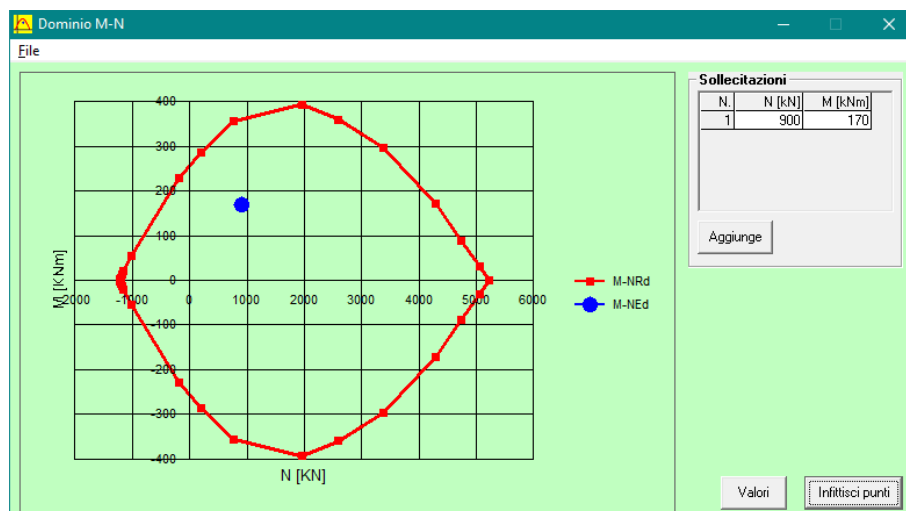 Dominio M-N
File
400
300
200
100
0
-2000 -1000 0 1000 2000 3000 4000 5000 6000
-100
-200
-300
-400
M [KNm]
N [KN]
M-NRd
M-NEd
Sollecitazioni
N. N [kN] M [kNm]
1 900 170
Aggiunge
Valori
Infittisci punti